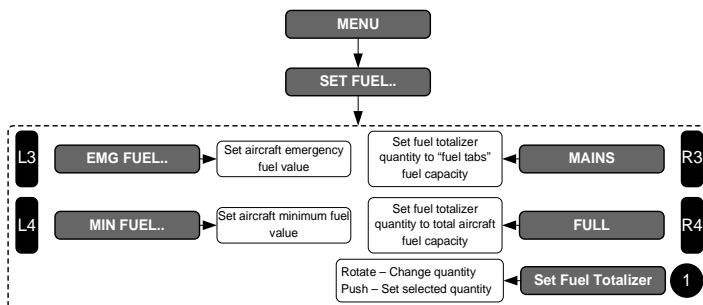 MENU
SET FUEL..
L3
EMG FUEL..
Set aircraft emergency
fuel value
Set fuel totalizer
quantity to “fuel tabs”
fuel capacity
MAINS
R3
L4
MIN FUEL..
Set aircraft minimum fuel
value
Set fuel totalizer
quantity to total aircraft
fuel capacity
FULL
R4
Rotate – Change quantity
Push – Set selected quantity
Set Fuel Totalizer
1